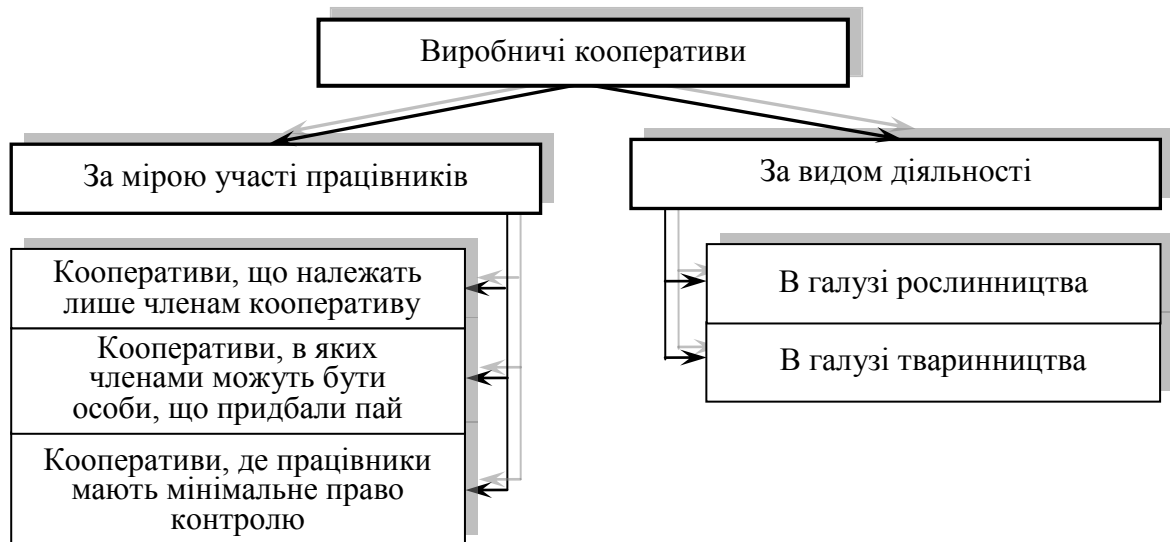 Виробничі кооперативи
За мірою участі працівників
Кооперативи, що належать
лише членам кооперативу
Кооперативи, в яких
членами можуть бути
особи, що придбали пай
Кооперативи, де працівники
мають мінімальне право
контролю
За видом діяльності
В галузі рослинництва
В галузі тваринництва